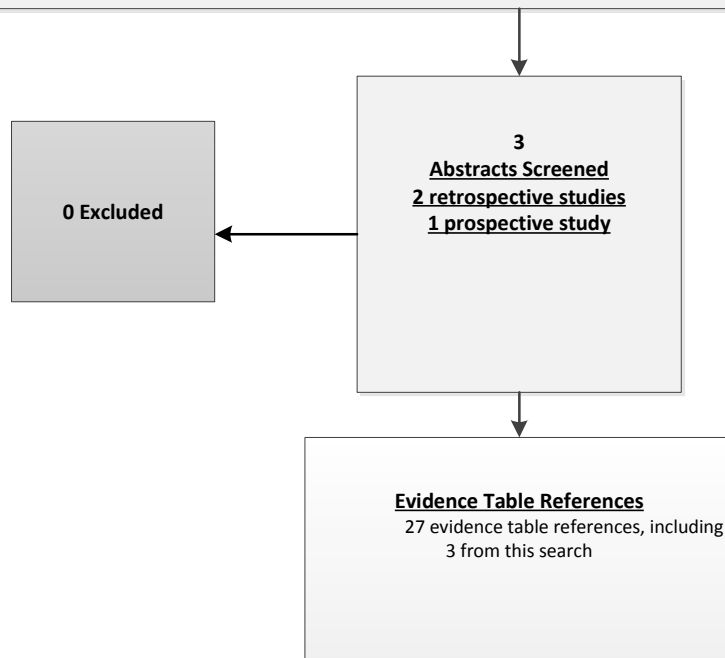 3
Abstracts Screened
2 retrospective studies
1 prospective study
0 Excluded
Evidence Table References
27 evidence table references, including
3 from this search